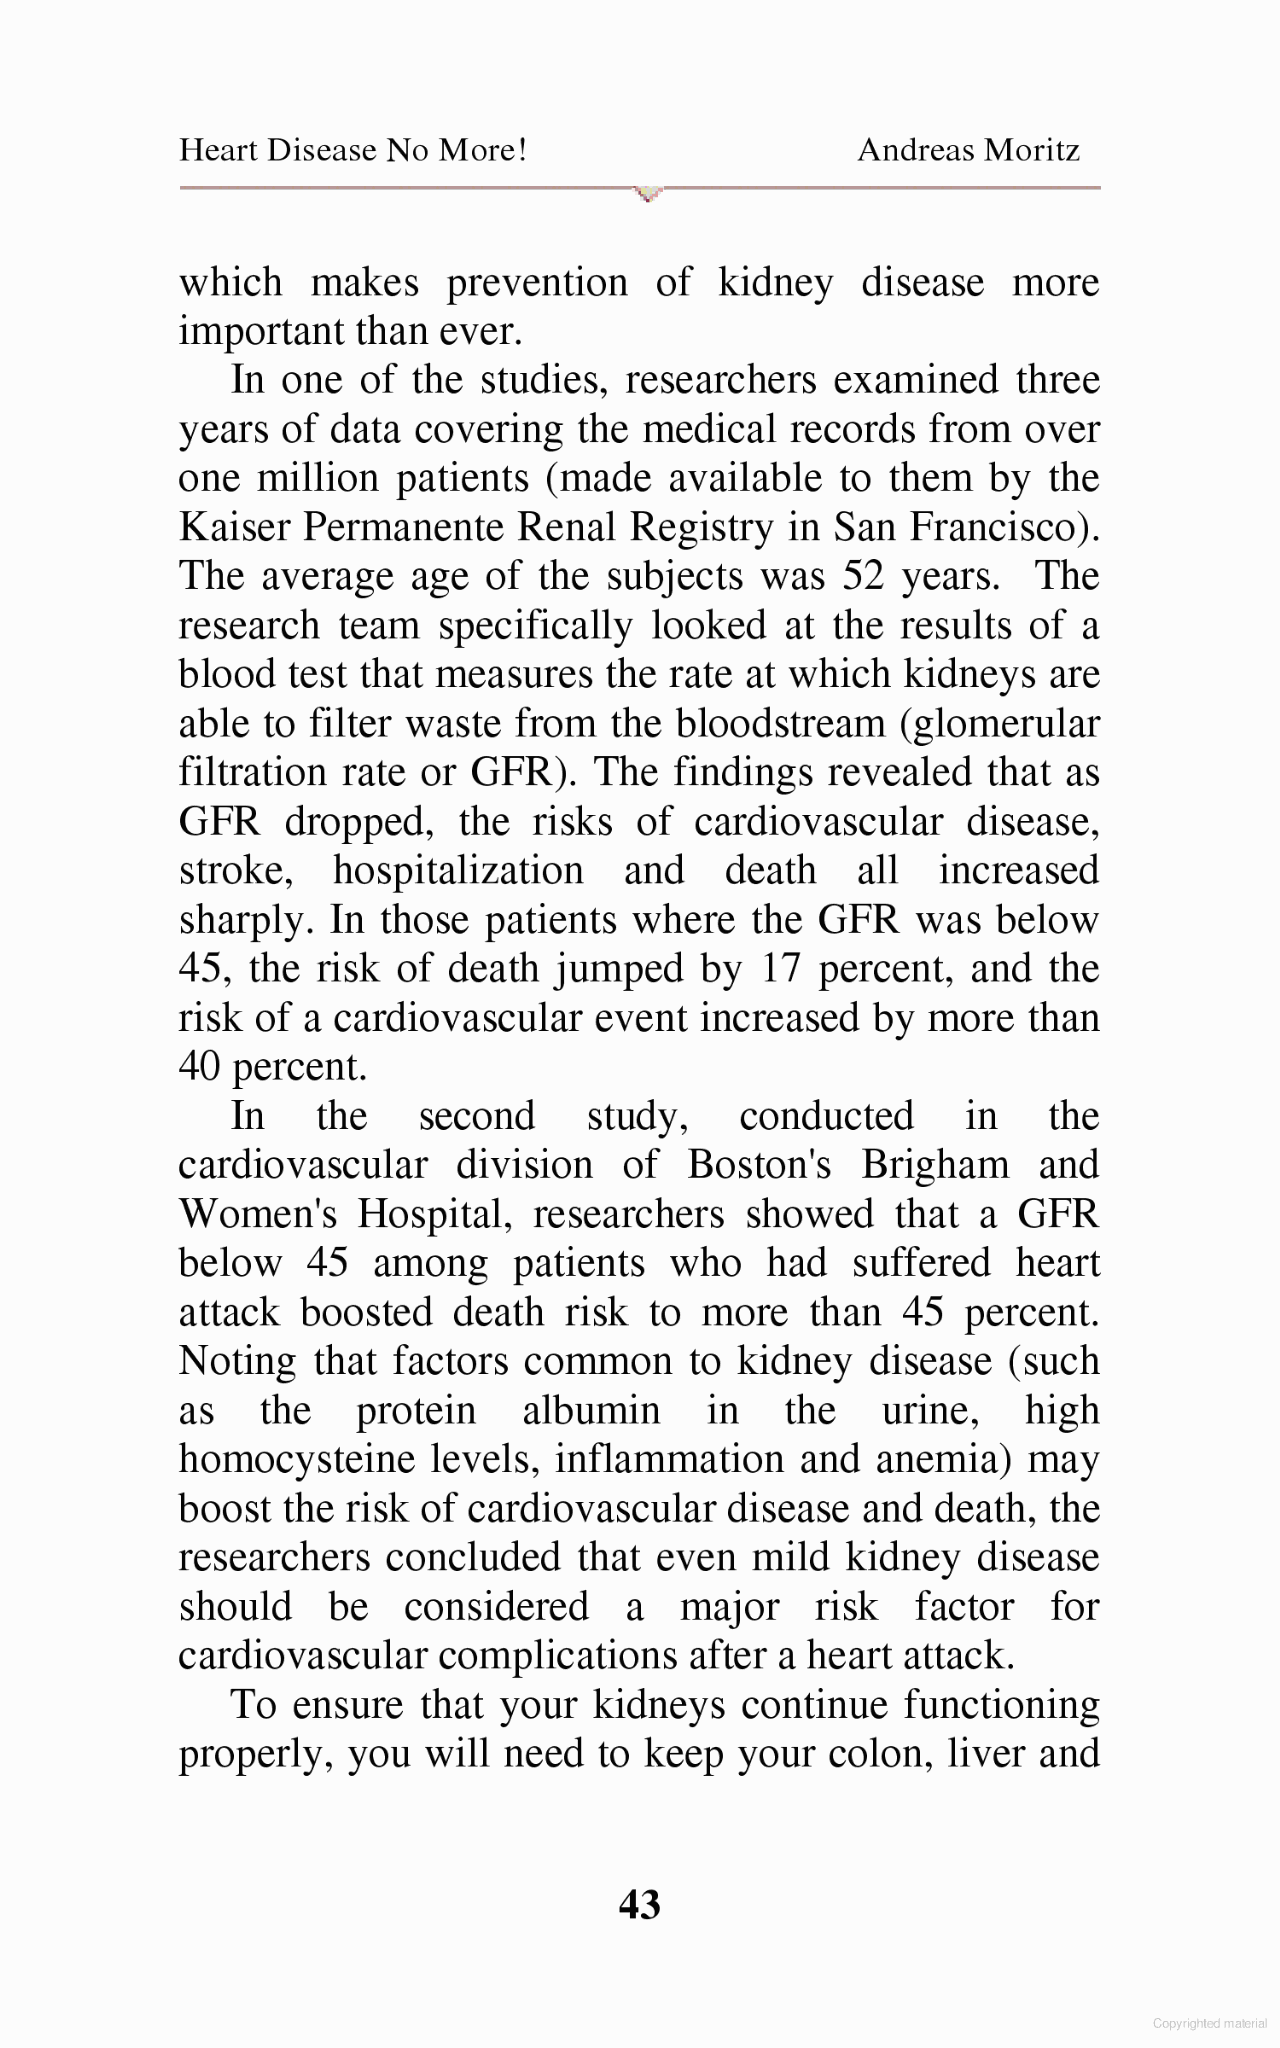 Heart Disease No More! Andreas Moritz
which makes prevention of kidney disease more
important than ever.
In one of the studies, researchers examined three
years of data covering the medical records from over
one million patients (made available to them by the
Kaiser Permanente Renal Registry in San Francisco).
The average age of the subjects was 52 years. The
research team specifically looked at the results of a
blood test that measures the rate at which kidneys are
able to filter waste from the bloodstream (glomerular
filtration rate or GFR). The findings revealed that as
GFR dropped, the risks of cardiovascular disease,
stroke, hospitalization and death all increased
sharply. In those patients where the GFR was below
45, the risk of death jumped by 17 percent, and the
risk of a cardiovascular event increased by more than
40 percent.
In the second study, conducted in the
cardiovascular division of Boston's Brigham and
Women's Hospital, researchers showed that a GFR
below 45 among patients who had suffered heart
attack boosted death risk to more than 45 percent.
Noting that factors common to kidney disease (such
as the protein albumin in the urine, high
homocysteine levels, inflammation and anemia) may
boost the risk of cardiovascular disease and death, the
researchers concluded that even mild kidney disease
should be considered a major risk factor for
cardiovascular complications after a heart attack.
To ensure that your kidneys continue functioning
properly, you will need to keep your colon, liver and
43
Copyrighted material